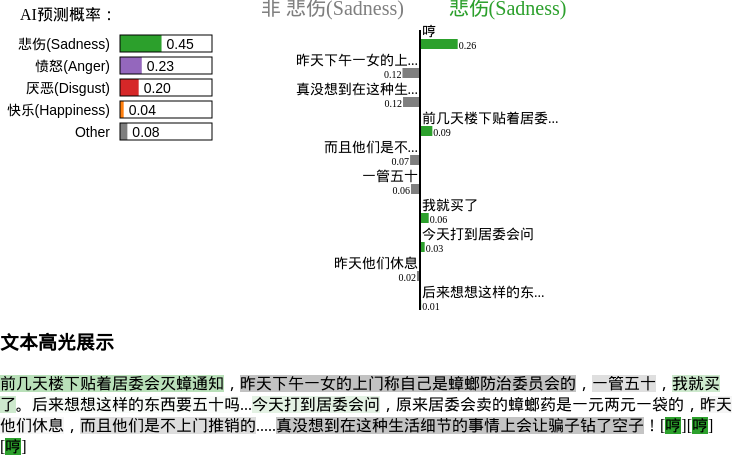 AI预测概率：
悲伤(Sadness) 0.45
愤怒(Anger) 0.23
厌恶(Disgust) 0.20
快乐(Happiness) 0.04
Other 0.08
非 悲伤(Sadness) 悲伤(Sadness)
哼
0.26
昨天下午一女的上...
0.12
真没想到在这种生...
0.12
前几天楼下贴着居委...
0.09
而且他们是不...
0.07
一管五十
0.06
我就买了
0.06
今天打到居委会问
0.03
昨天他们休息
0.02
后来想想这样的东...
0.01
文本高光展示
前几天楼下贴着居委会灭蟑通知，昨天下午一女的上门称自己是蟑螂防治委员会的，一管五十，我就买
了。后来想想这样的东西要五十吗...今天打到居委会问，原来居委会卖的蟑螂药是一元两元一袋的，昨天
他们休息，而且他们是不上门推销的.....真没想到在这种生活细节的事情上会让骗子钻了空子！[哼][哼]
[哼]